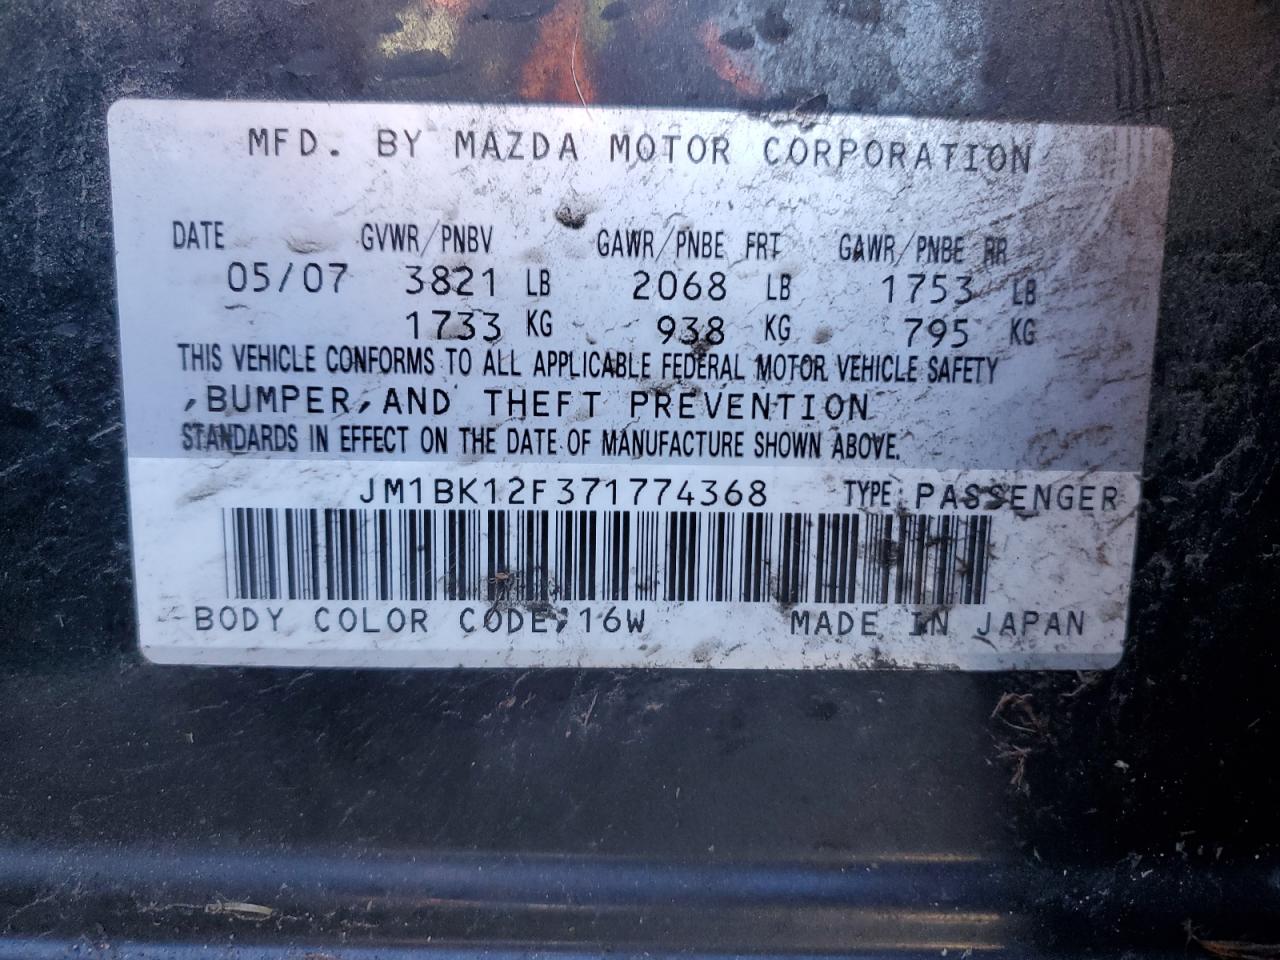 MFD. BY MAZDA MOTOR CORPORATION
DATE GVWR/PNBV GAWR/PNBE FRT GAWR/PNBE RR
05/07 3821 LB 2068 LB 1753 LB
1733 KG 938 KG 795 KG
THIS VEHICLE CONFORMS TO ALL APPLICABLE FEDERAL MOTOR VEHICLE SAFETY
,BUMPER,AND THEFT PREVENTION
STANDARDS IN EFFECT ON THE DATE OF MANUFACTURE SHOWN ABOVE.
JM1BK12F371774368 TYPE: PASSENGER
BODY COLOR CODE;16W MADE IN JAPAN